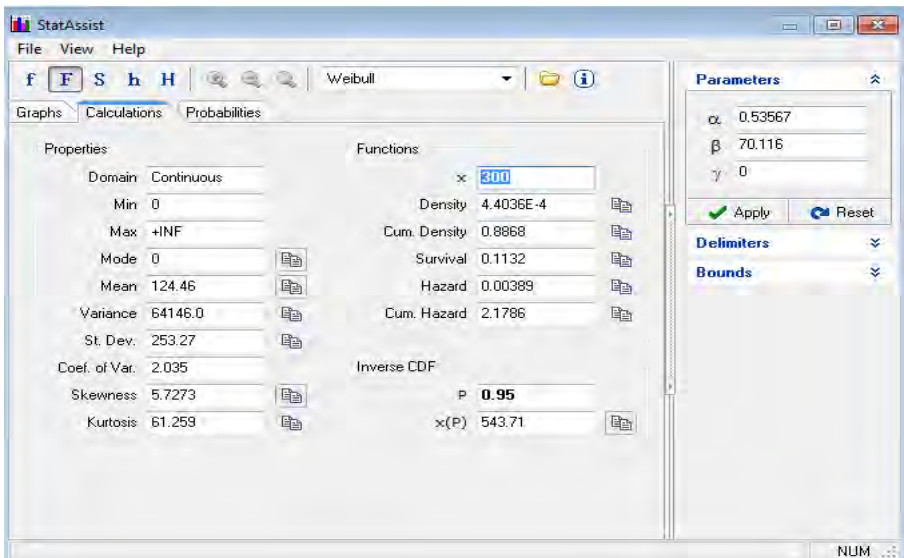 StatAssist
File View Help
f F S h H Weibull
Graphs Calculations Probabilities
Properties
Domain Continuous
Min 0
Max +INF
Mode 0
Mean 124.46
Variance 64146.0
St. Dev. 253.27
Coef. of Var. 2.035
Skewness 5.7273
Kurtosis 61.259
Functions
x 300
Density 4.4036E-4
Cum. Density 0.8868
Survival 0.1132
Hazard 0.00389
Cum. Hazard 2.1786
Inverse CDF
P 0.95
x(P) 543.71
Parameters
α 0.53567
β 70.116
γ 0
Apply Reset
Delimiters
Bounds
NUM